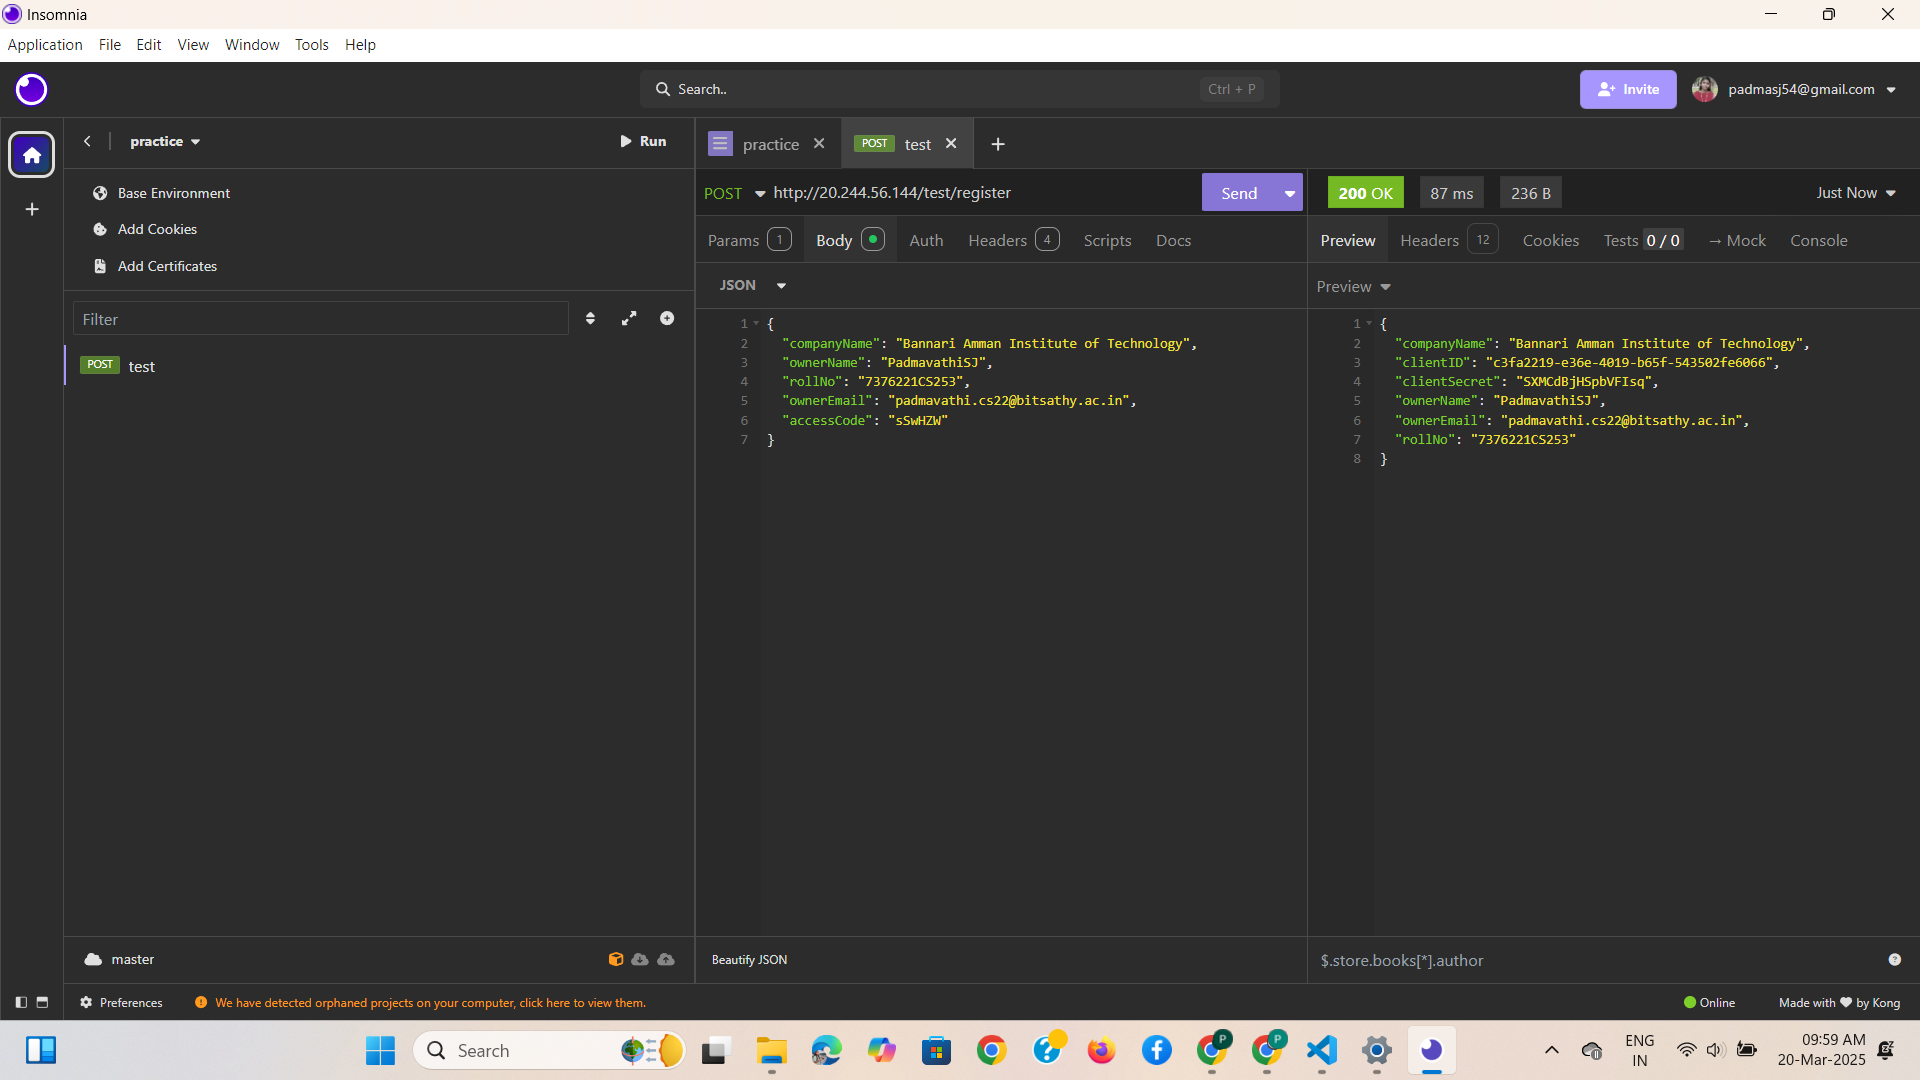 Insomnia
Application File Edit View Window Tools Help
Search.. Ctrl + P
Invite
padmasj54@gmail.com
practice
Run
practice
POST test
Base Environment
Add Cookies
Add Certificates
Filter
POST test
master
POST http://20.244.56.144/test/register
Send
Params 1 Body Auth Headers 4 Scripts Docs
JSON
1 {
2 "companyName": "Bannari Amman Institute of Technology",
3 "ownerName": "PadmavathiSJ",
4 "rollNo": "7376221CS253",
5 "ownerEmail": "padmavathi.cs22@bitsathy.ac.in",
6 "accessCode": "sSwHZW"
7 }
Beautify JSON
200 OK 87 ms 236 B Just Now
Preview Headers 12 Cookies Tests 0 / 0 → Mock Console
Preview
1 {
2 "companyName": "Bannari Amman Institute of Technology",
3 "clientID": "c3fa2219-e36e-4019-b65f-543502fe6066",
4 "clientSecret": "SXMCdBjHSpbVFIsq",
5 "ownerName": "PadmavathiSJ",
6 "ownerEmail": "padmavathi.cs22@bitsathy.ac.in",
7 "rollNo": "7376221CS253"
8 }
$.store.books[*].author
Preferences
We have detected orphaned projects on your computer, click here to view them.
Online
Made with ❤ by Kong
Search
P
P
ENG
IN
09:59 AM
20-Mar-2025